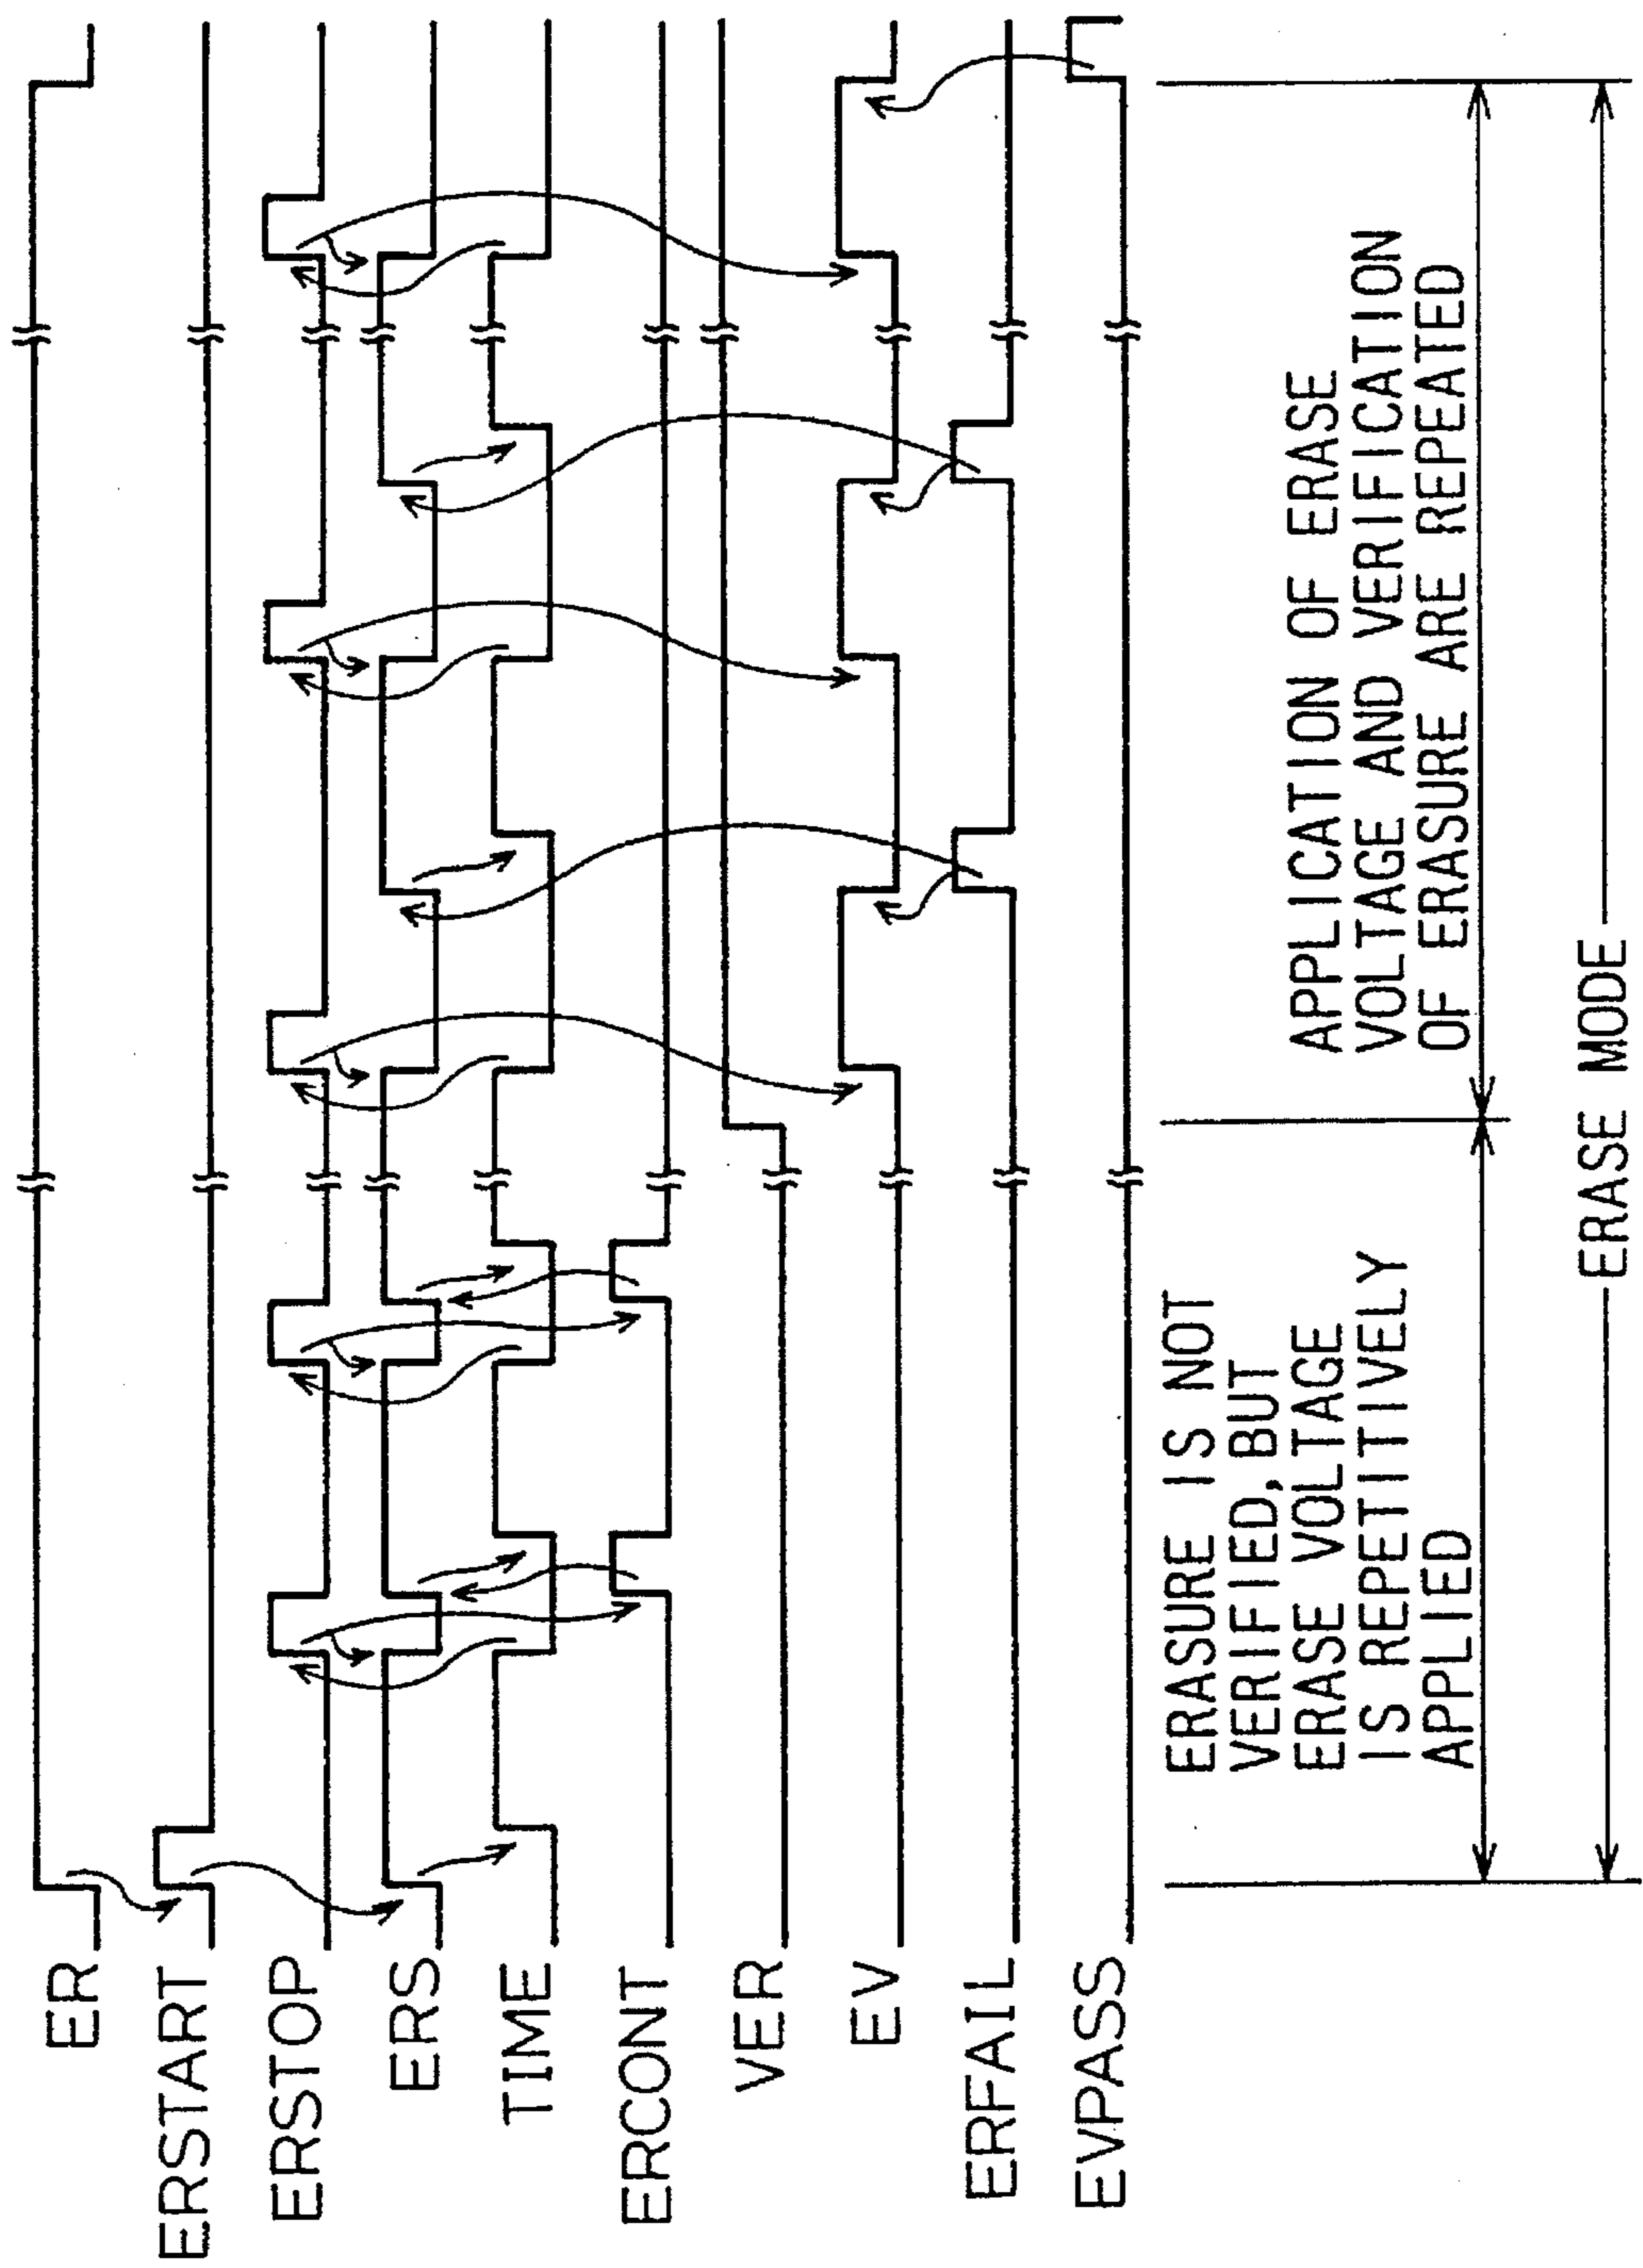 ER
ERSTART
ERSTOP
ERS
TIME
ERCONT
VER
EV
ERFAIL
EVPASS
ERASURE IS NOT
VERIFIED, BUT
ERASE VOLTAGE
IS REPETITIVELY
APPLIED
APPLICATION OF ERASE
VOLTAGE AND VERIFICATION
OF ERASURE ARE REPEATED
ERASE MODE